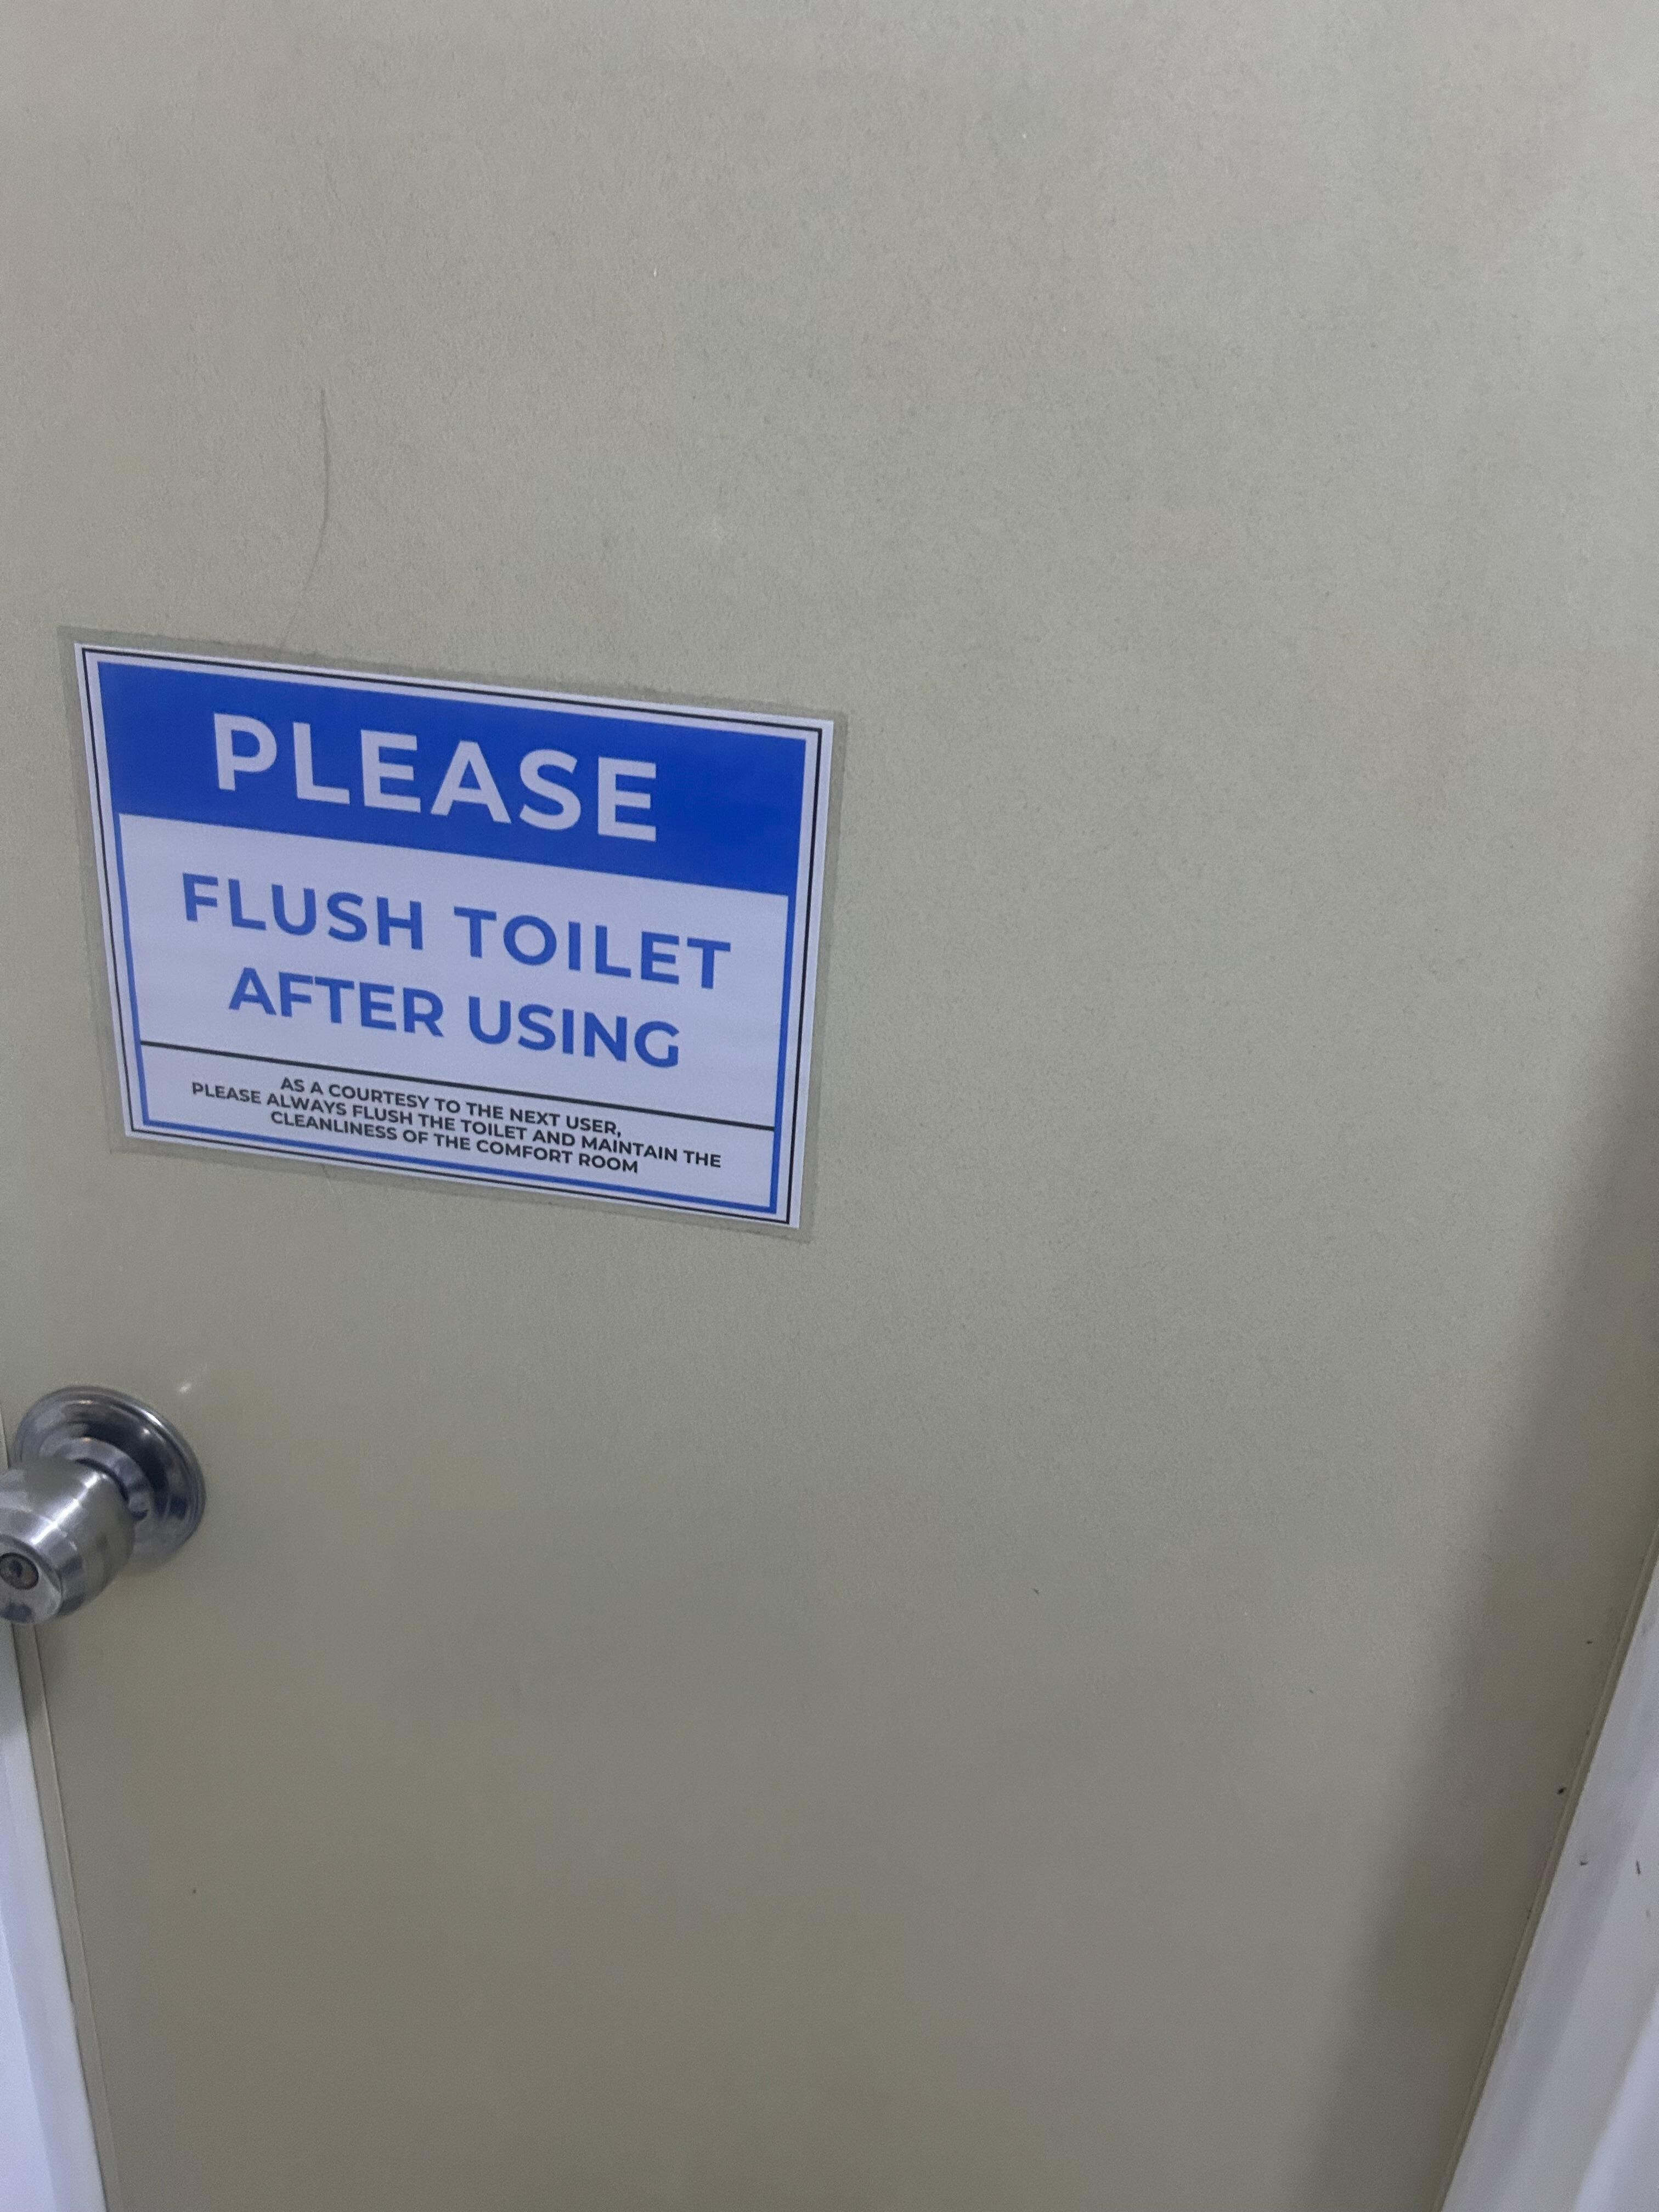 PLEASE
FLUSH TOILET
AFTER USING
AS A COURTESY TO THE NEXT USER,
PLEASE ALWAYS FLUSH THE TOILET AND MAINTAIN THE
CLEANLINESS OF THE COMFORT ROOM